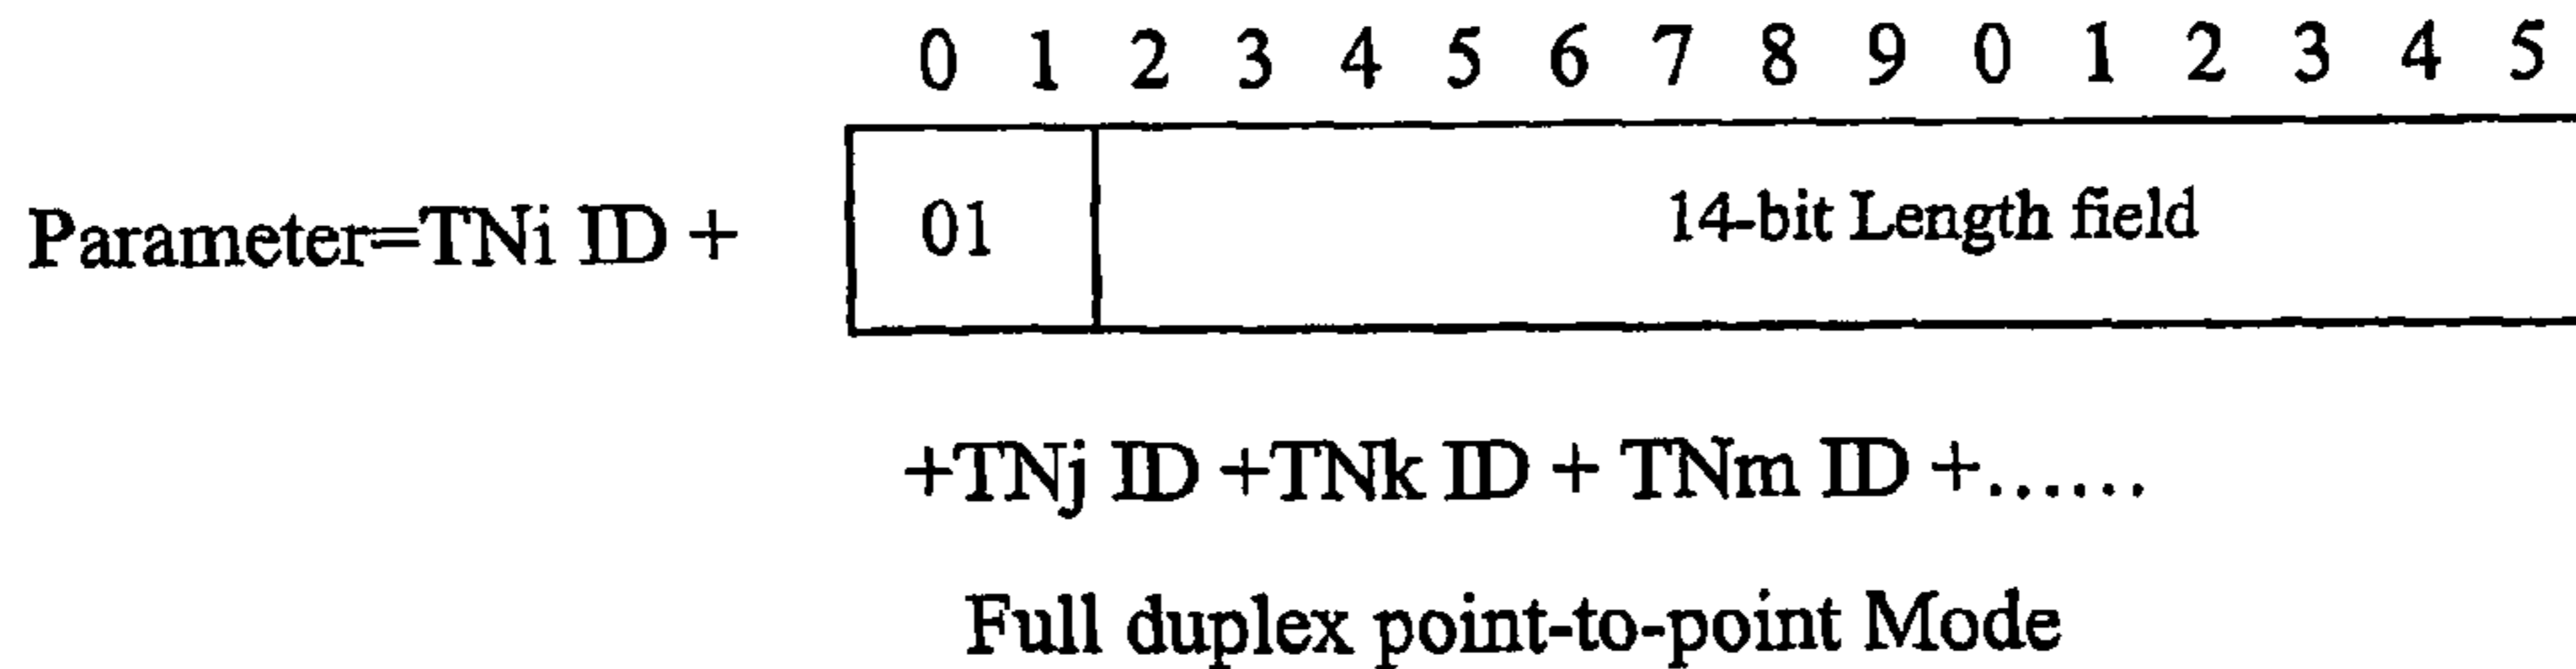 0 1 2 3 4 5 6 7 8 9 0 1 2 3 4 5
Parameter=TNi ID + 01 14-bit Length field
+TNj ID +TNk ID + TNm ID +......
Full duplex point-to-point Mode